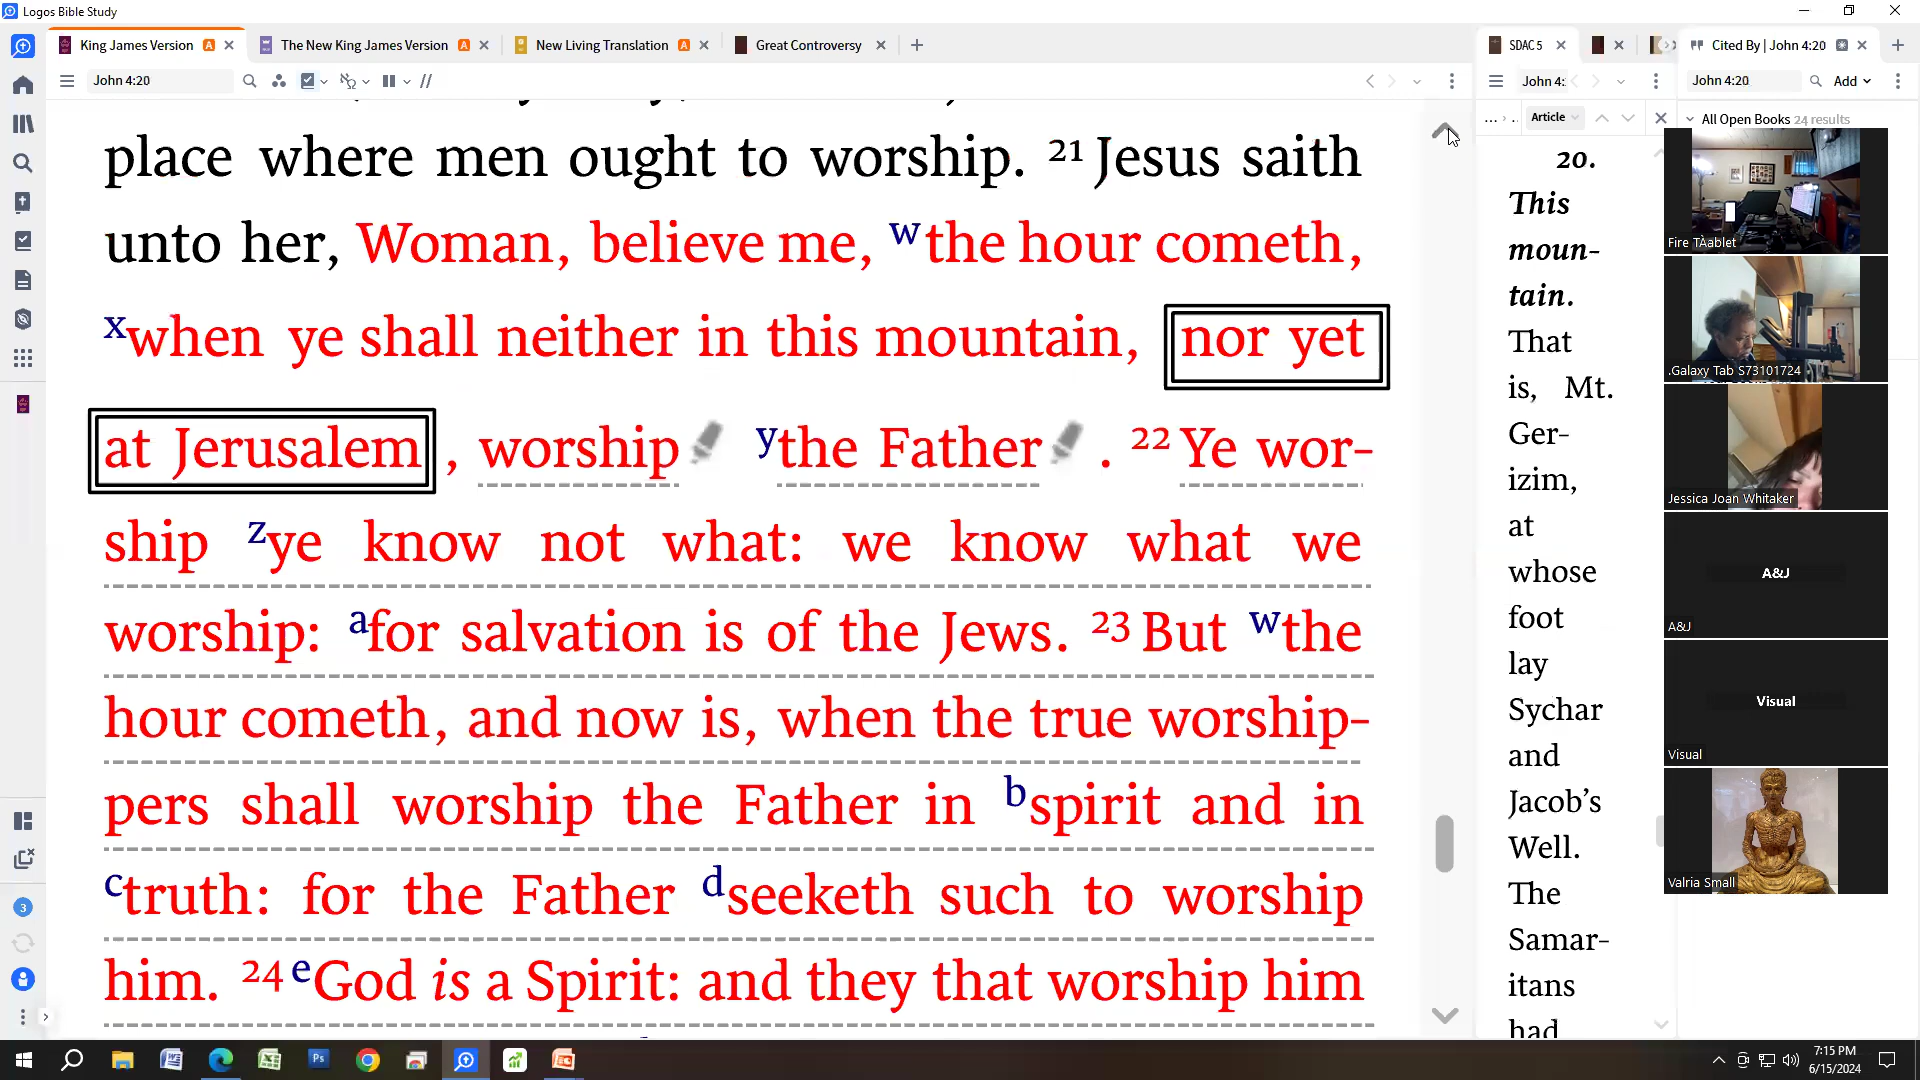 Logos Bible Study
King James Version A
The New King James Version A
New Living Translation A
Great Controversy
SDAC 5
Cited By | John 4:20
John 4:20
John 4:
John 4:20
Add
... › ..
Article
All Open Books 24 results
place where men ought to worship. 21 Jesus saith
unto her, Woman, believe me, w the hour cometh,
x when ye shall neither in this mountain, nor yet
at Jerusalem, worship y the Father. 22 Ye wor-
ship z ye know not what: we know what we
worship: a for salvation is of the Jews. 23 But w the
hour cometh, and now is, when the true worship-
pers shall worship the Father in b spirit and in
c truth: for the Father d seeketh such to worship
him. 24 e God is a Spirit: and they that worship him
20.
This
moun-
tain.
That
is, Mt.
Ger-
izim,
at
whose
foot
lay
Sychar
and
Jacob's
Well.
The
Samar-
itans
had
Fire TÀablet
.Galaxy Tab S73101724
Jessica Joan Whitaker
A&J
A&J
Visual
Visual
Valria Small
3
Ps
7:15 PM
6/15/2024